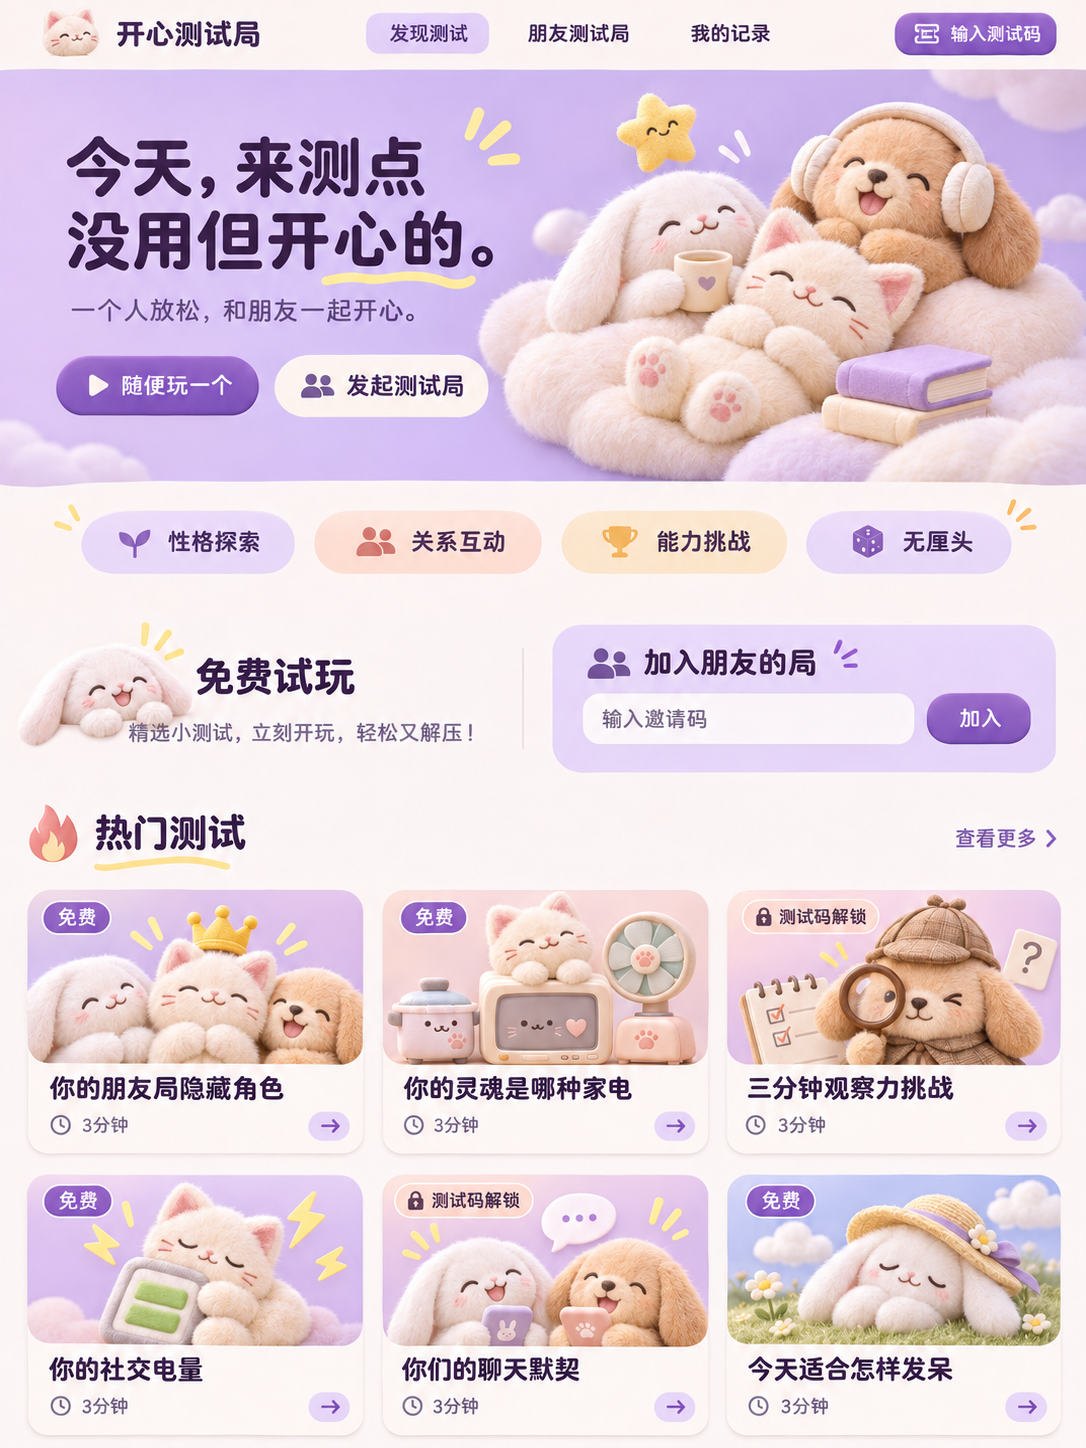 开心测试局
发现测试
朋友测试局
我的记录
输入测试码
今天，来测点
没用但开心的。
一个人放松，和朋友一起开心。
随便玩一个
发起测试局
性格探索
关系互动
能力挑战
无厘头
免费试玩
精选小测试，立刻开玩，轻松又解压！
加入朋友的局
输入邀请码
加入
热门测试
查看更多
免费
你的朋友局隐藏角色
3分钟
免费
你的灵魂是哪种家电
3分钟
测试码解锁
?
三分钟观察力挑战
3分钟
免费
你的社交电量
3分钟
测试码解锁
你们的聊天默契
3分钟
免费
今天适合怎样发呆
3分钟